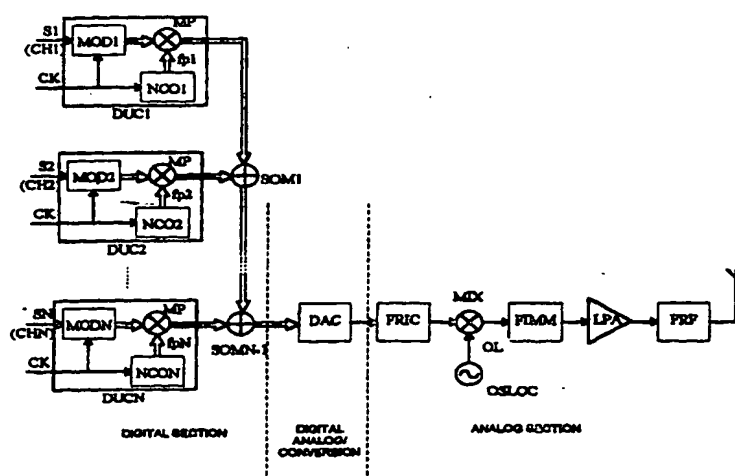 S1
MP
MOD1
(CH1)
fp1
CK
NCO1
DUC1
S2
MP
MOD2
(CH2
SOM1
fp2
CK
NCO2
DUC2
SN
MP
MIX
MODN
DAC
FRIC
FIMM
LPA
FRF
(CHN)
fpN
SOMN-1
OL
CK
NCON
OSLOC
DUCN
DIGITAL SECTION
DIGITAL
ANALOG/
CONVERSION
ANALOG SECTION